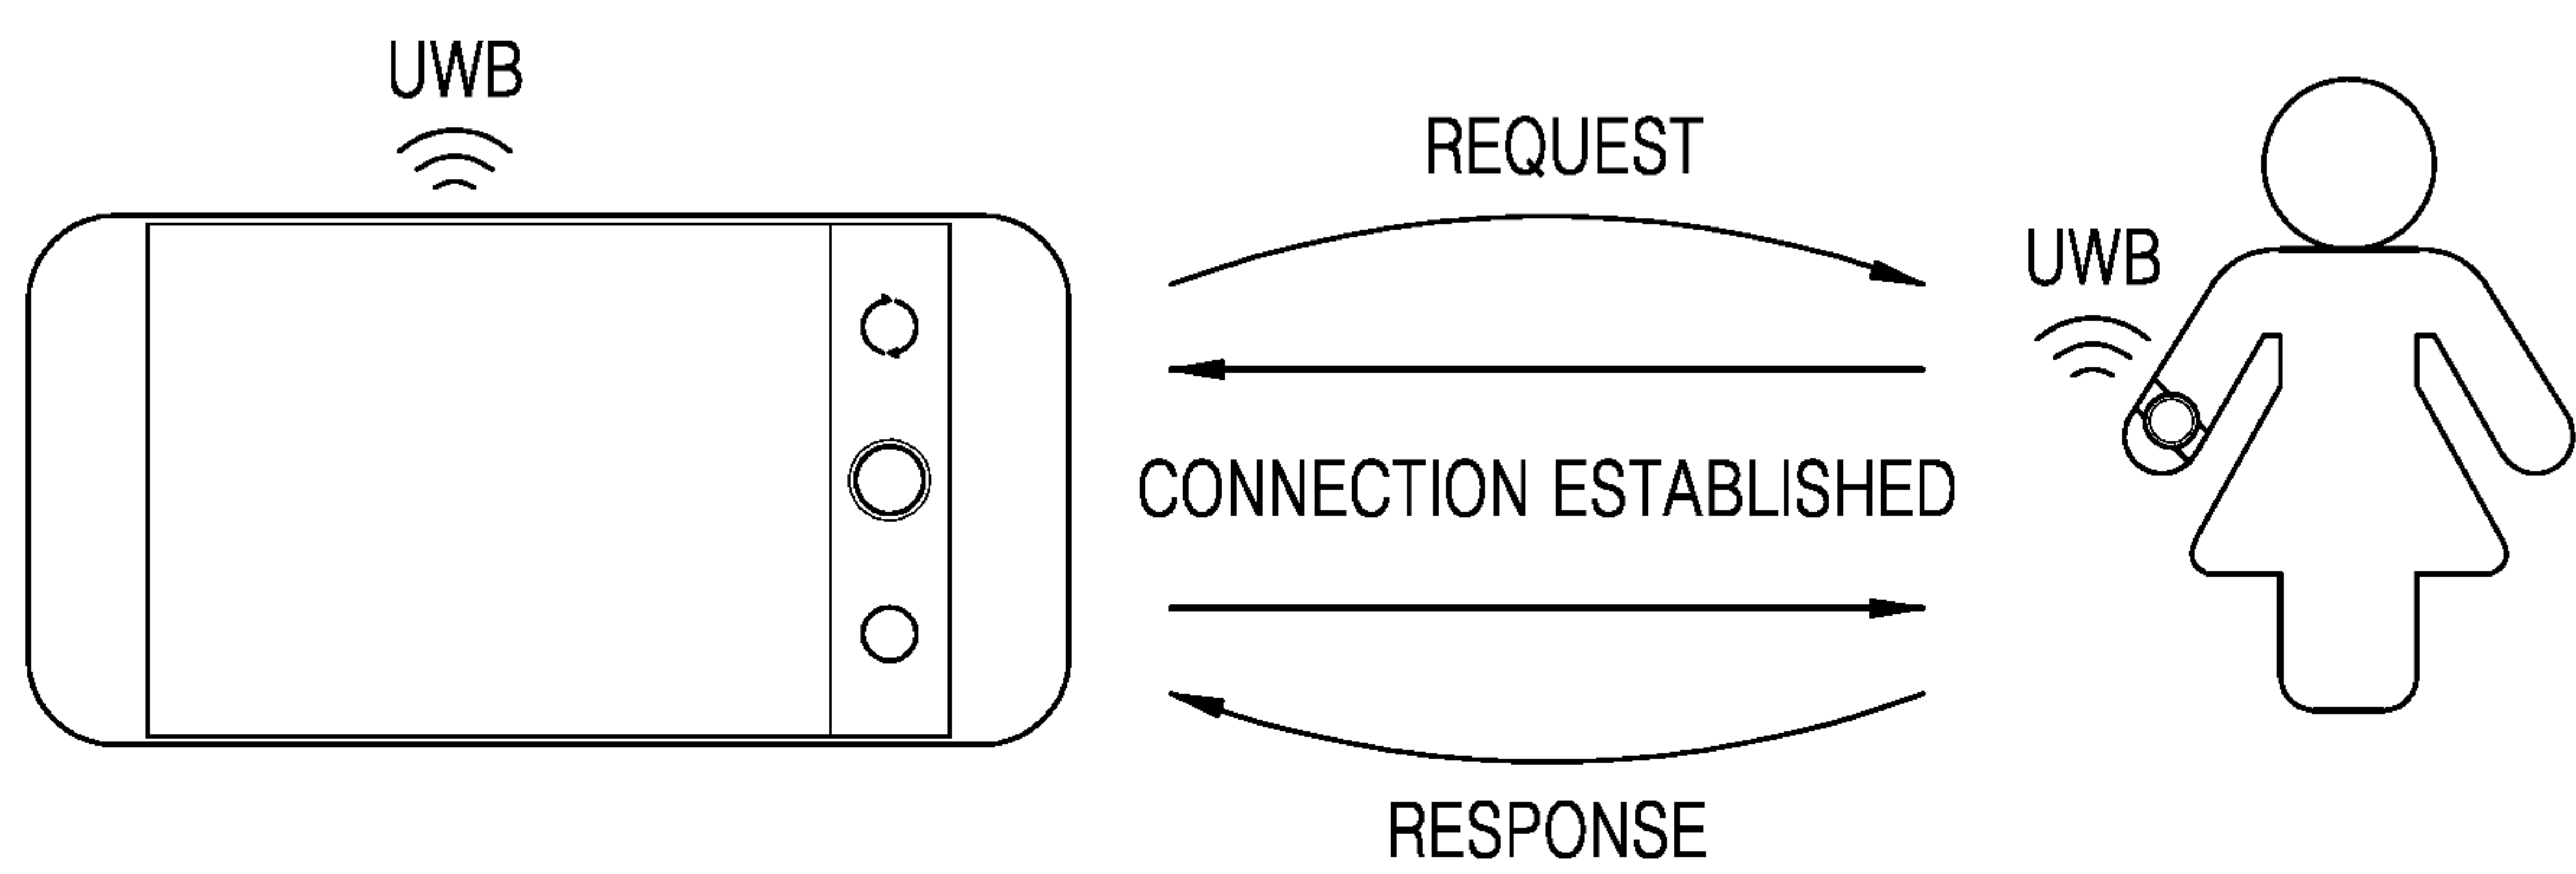 UWB
REQUEST
UWB
CONNECTION ESTABLISHED
RESPONSE